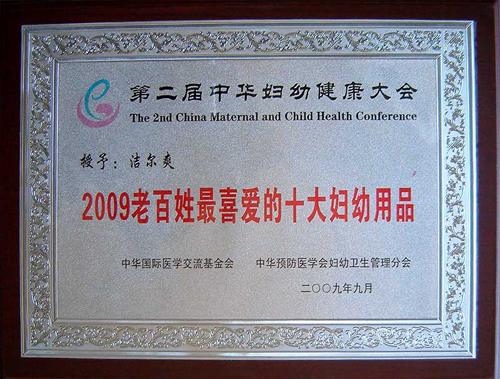 第二届中华妇幼健康大会
The 2nd China Maternal and Child Health Conference
授予：洁尔爽
2009老百姓最喜爱的十大妇幼用品
中华国际医学交流基金会 中华预防医学会妇幼卫生管理分会
二〇〇九年九月